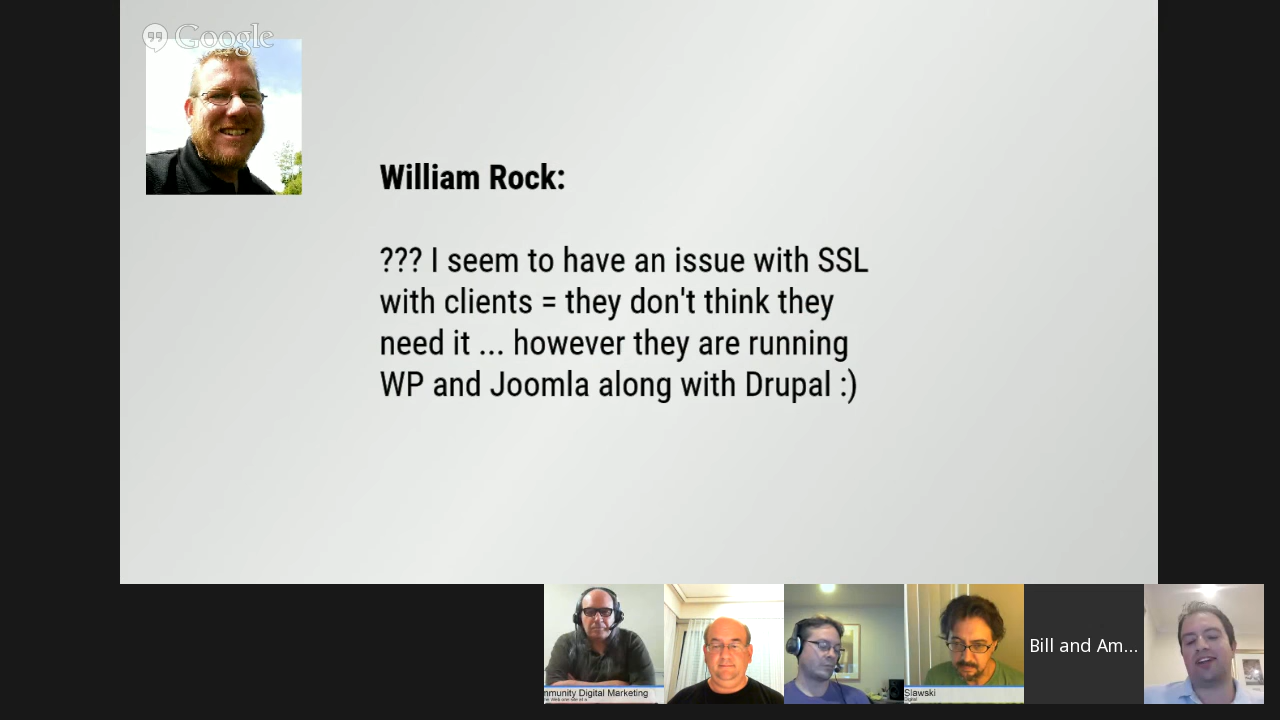 Google
William Rock:
??? I seem to have an issue with SSL
with clients = they don't think they
need it ... however they are running
WP and Joomla along with Drupal :)
mmunity Digital Marketing
Slawski
Bill and Am...